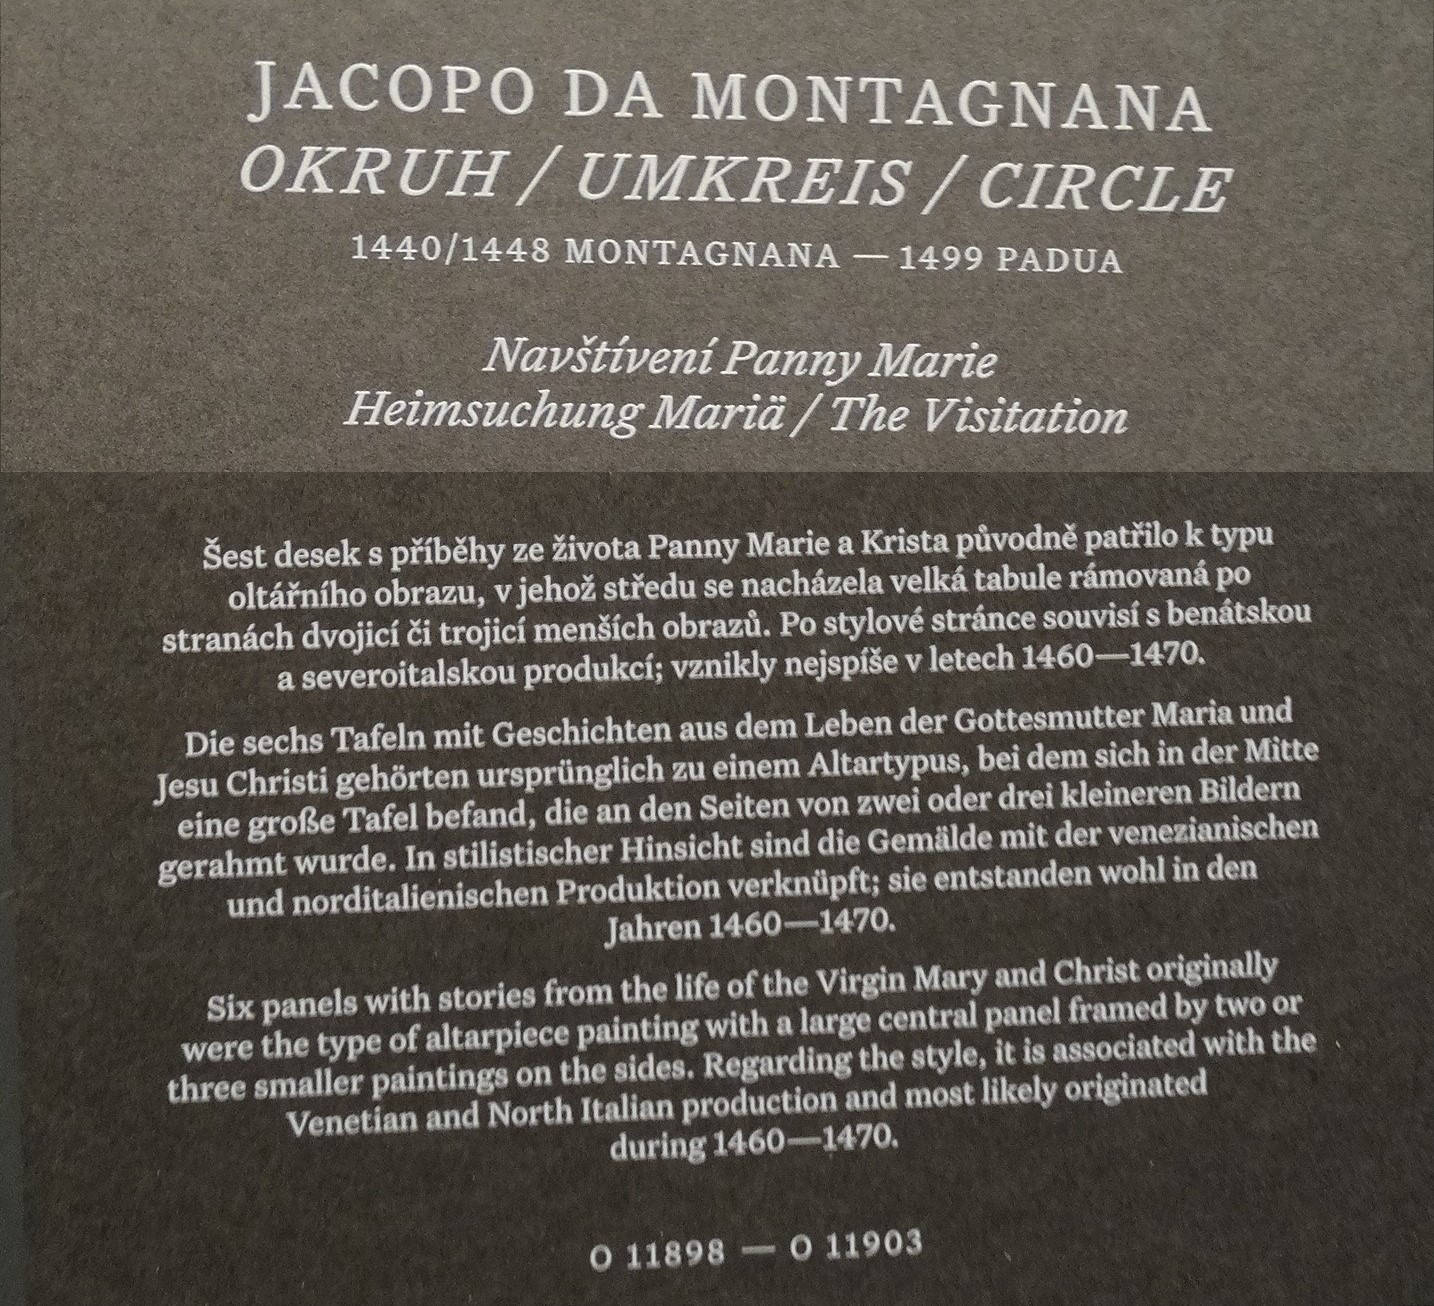 JACOPO DA MONTAGNANA
OKRUH / UMKREIS / CIRCLE
1440/1448 MONTAGNANA — 1499 PADUA
Navštívení Panny Marie
Heimsuchung Mariä / The Visitation
Šest desek s příběhy ze života Panny Marie a Krista původně patřilo k typu
oltářního obrazu, v jehož středu se nacházela velká tabule rámovaná po
stranách dvojicí či trojicí menších obrazů. Po stylové stránce souvisí s benátskou
a severoitalskou produkcí; vznikly nejspíše v letech 1460—1470.
Die sechs Tafeln mit Geschichten aus dem Leben der Gottesmutter Maria und
Jesu Christi gehörten ursprünglich zu einem Altartypus, bei dem sich in der Mitte
eine große Tafel befand, die an den Seiten von zwei oder drei kleineren Bildern
gerahmt wurde. In stilistischer Hinsicht sind die Gemälde mit der venezianischen
und norditalienischen Produktion verknüpft; sie entstanden wohl in den
Jahren 1460—1470.
Six panels with stories from the life of the Virgin Mary and Christ originally
were the type of altarpiece painting with a large central panel framed by two or
three smaller paintings on the sides. Regarding the style, it is associated with the
Venetian and North Italian production and most likely originated
during 1460—1470.
O 11898 — O 11903